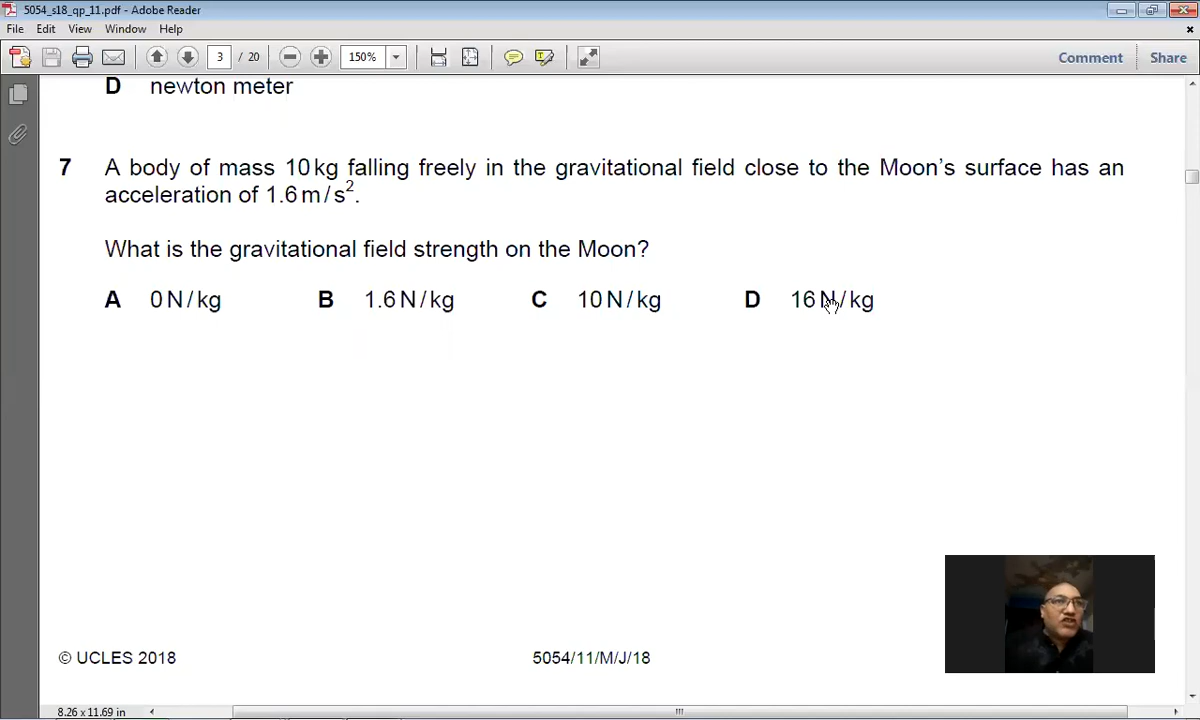 5054_s18_qp_11.pdf - Adobe Reader
File Edit View Window Help
3 / 20 150% Comment Share
D newton meter
7 A body of mass 10 kg falling freely in the gravitational field close to the Moon’s surface has an
acceleration of 1.6 m / s².
What is the gravitational field strength on the Moon?
A 0 N / kg B 1.6 N / kg C 10 N / kg D 16 N / kg
© UCLES 2018 5054/11/M/J/18
8.26 x 11.69 in